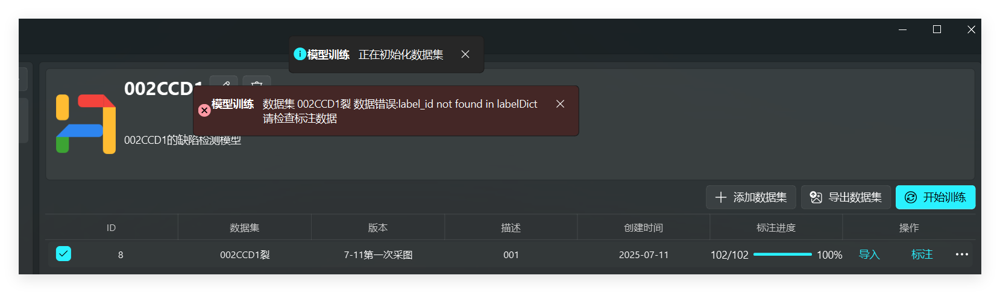 模型训练 正在初始化数据集
002CCD1
模型训练 数据集 002CCD1裂 数据错误:label_id not found in labelDict
请检查标注数据
002CCD1的缺陷检测模型
添加数据集 导出数据集 开始训练
ID 数据集 版本 描述 创建时间 标注进度 操作
8 002CCD1裂 7-11第一次采图 001 2025-07-11 102/102 100% 导入 标注